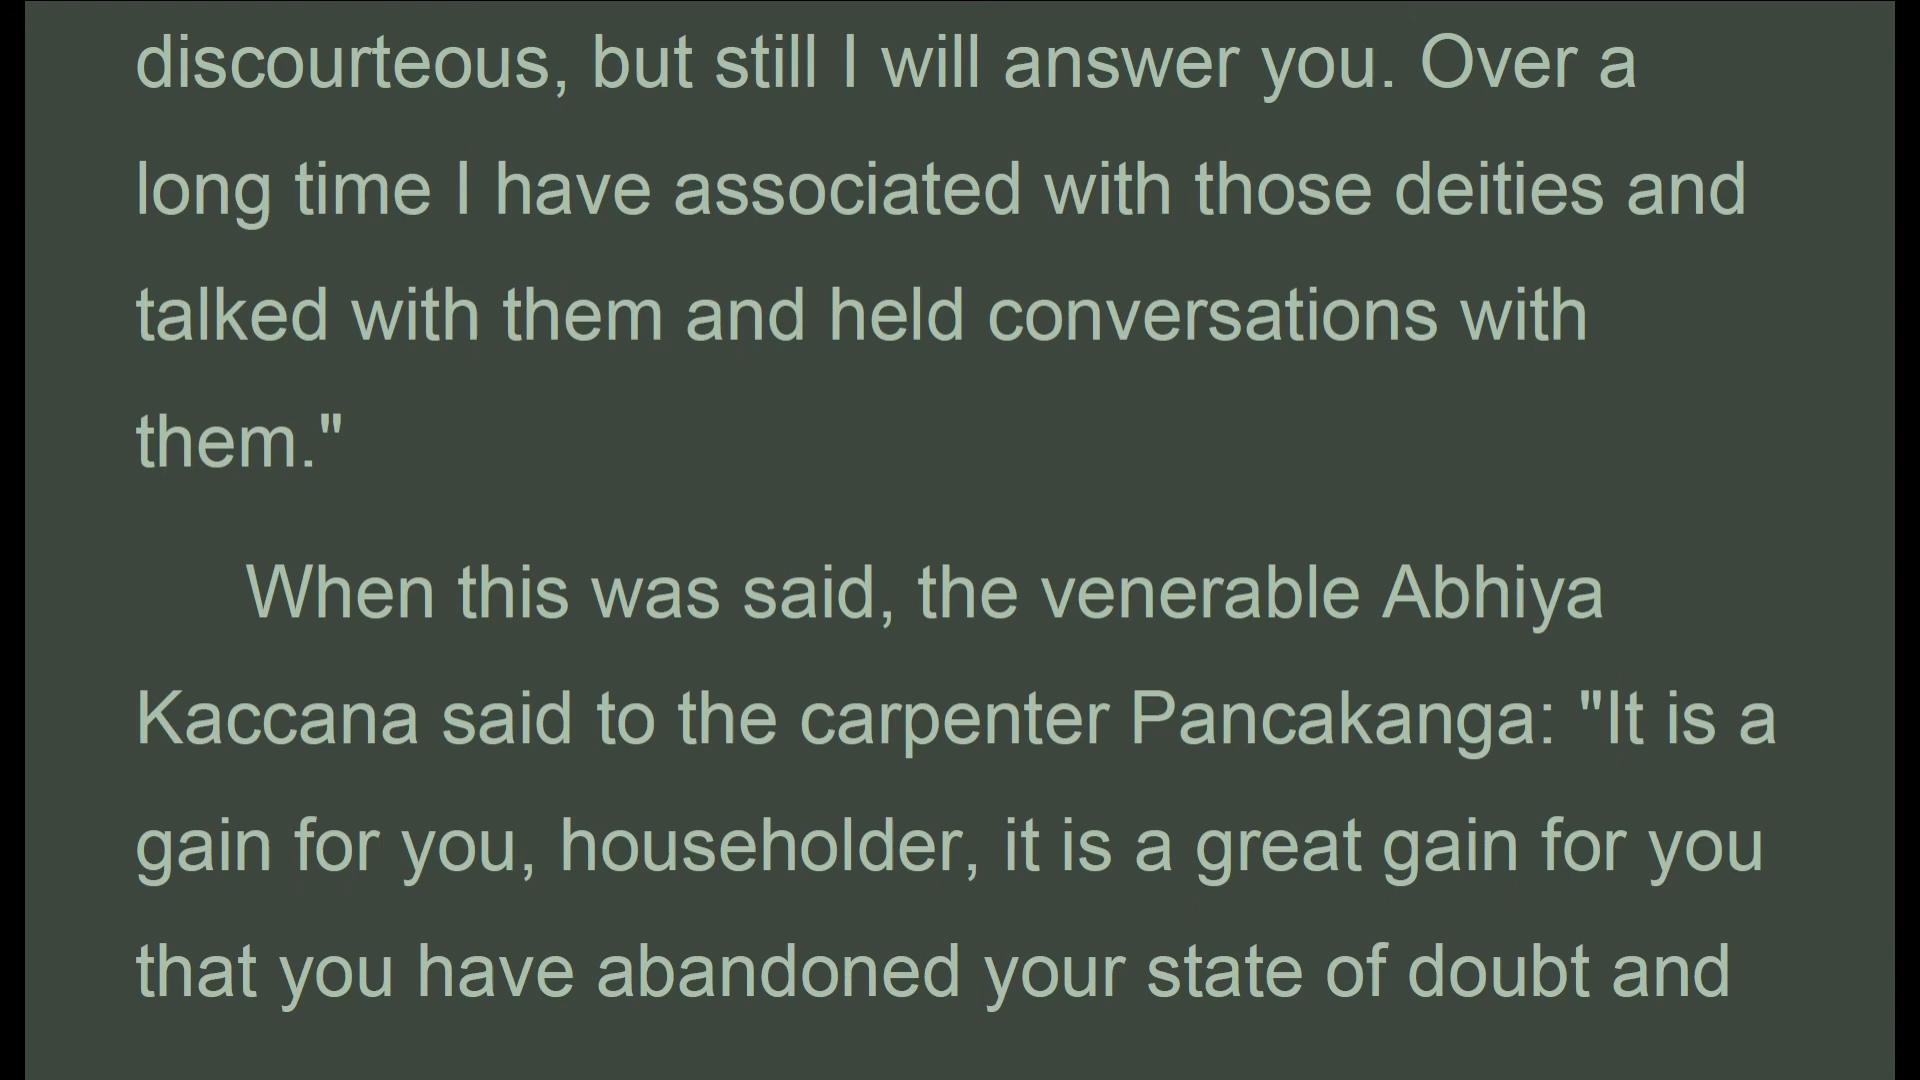 discourteous, but still I will answer you. Over a
long time I have associated with those deities and
talked with them and held conversations with
them."
When this was said, the venerable Abhiya
Kaccana said to the carpenter Pancakanga: "It is a
gain for you, householder, it is a great gain for you
that you have abandoned your state of doubt and